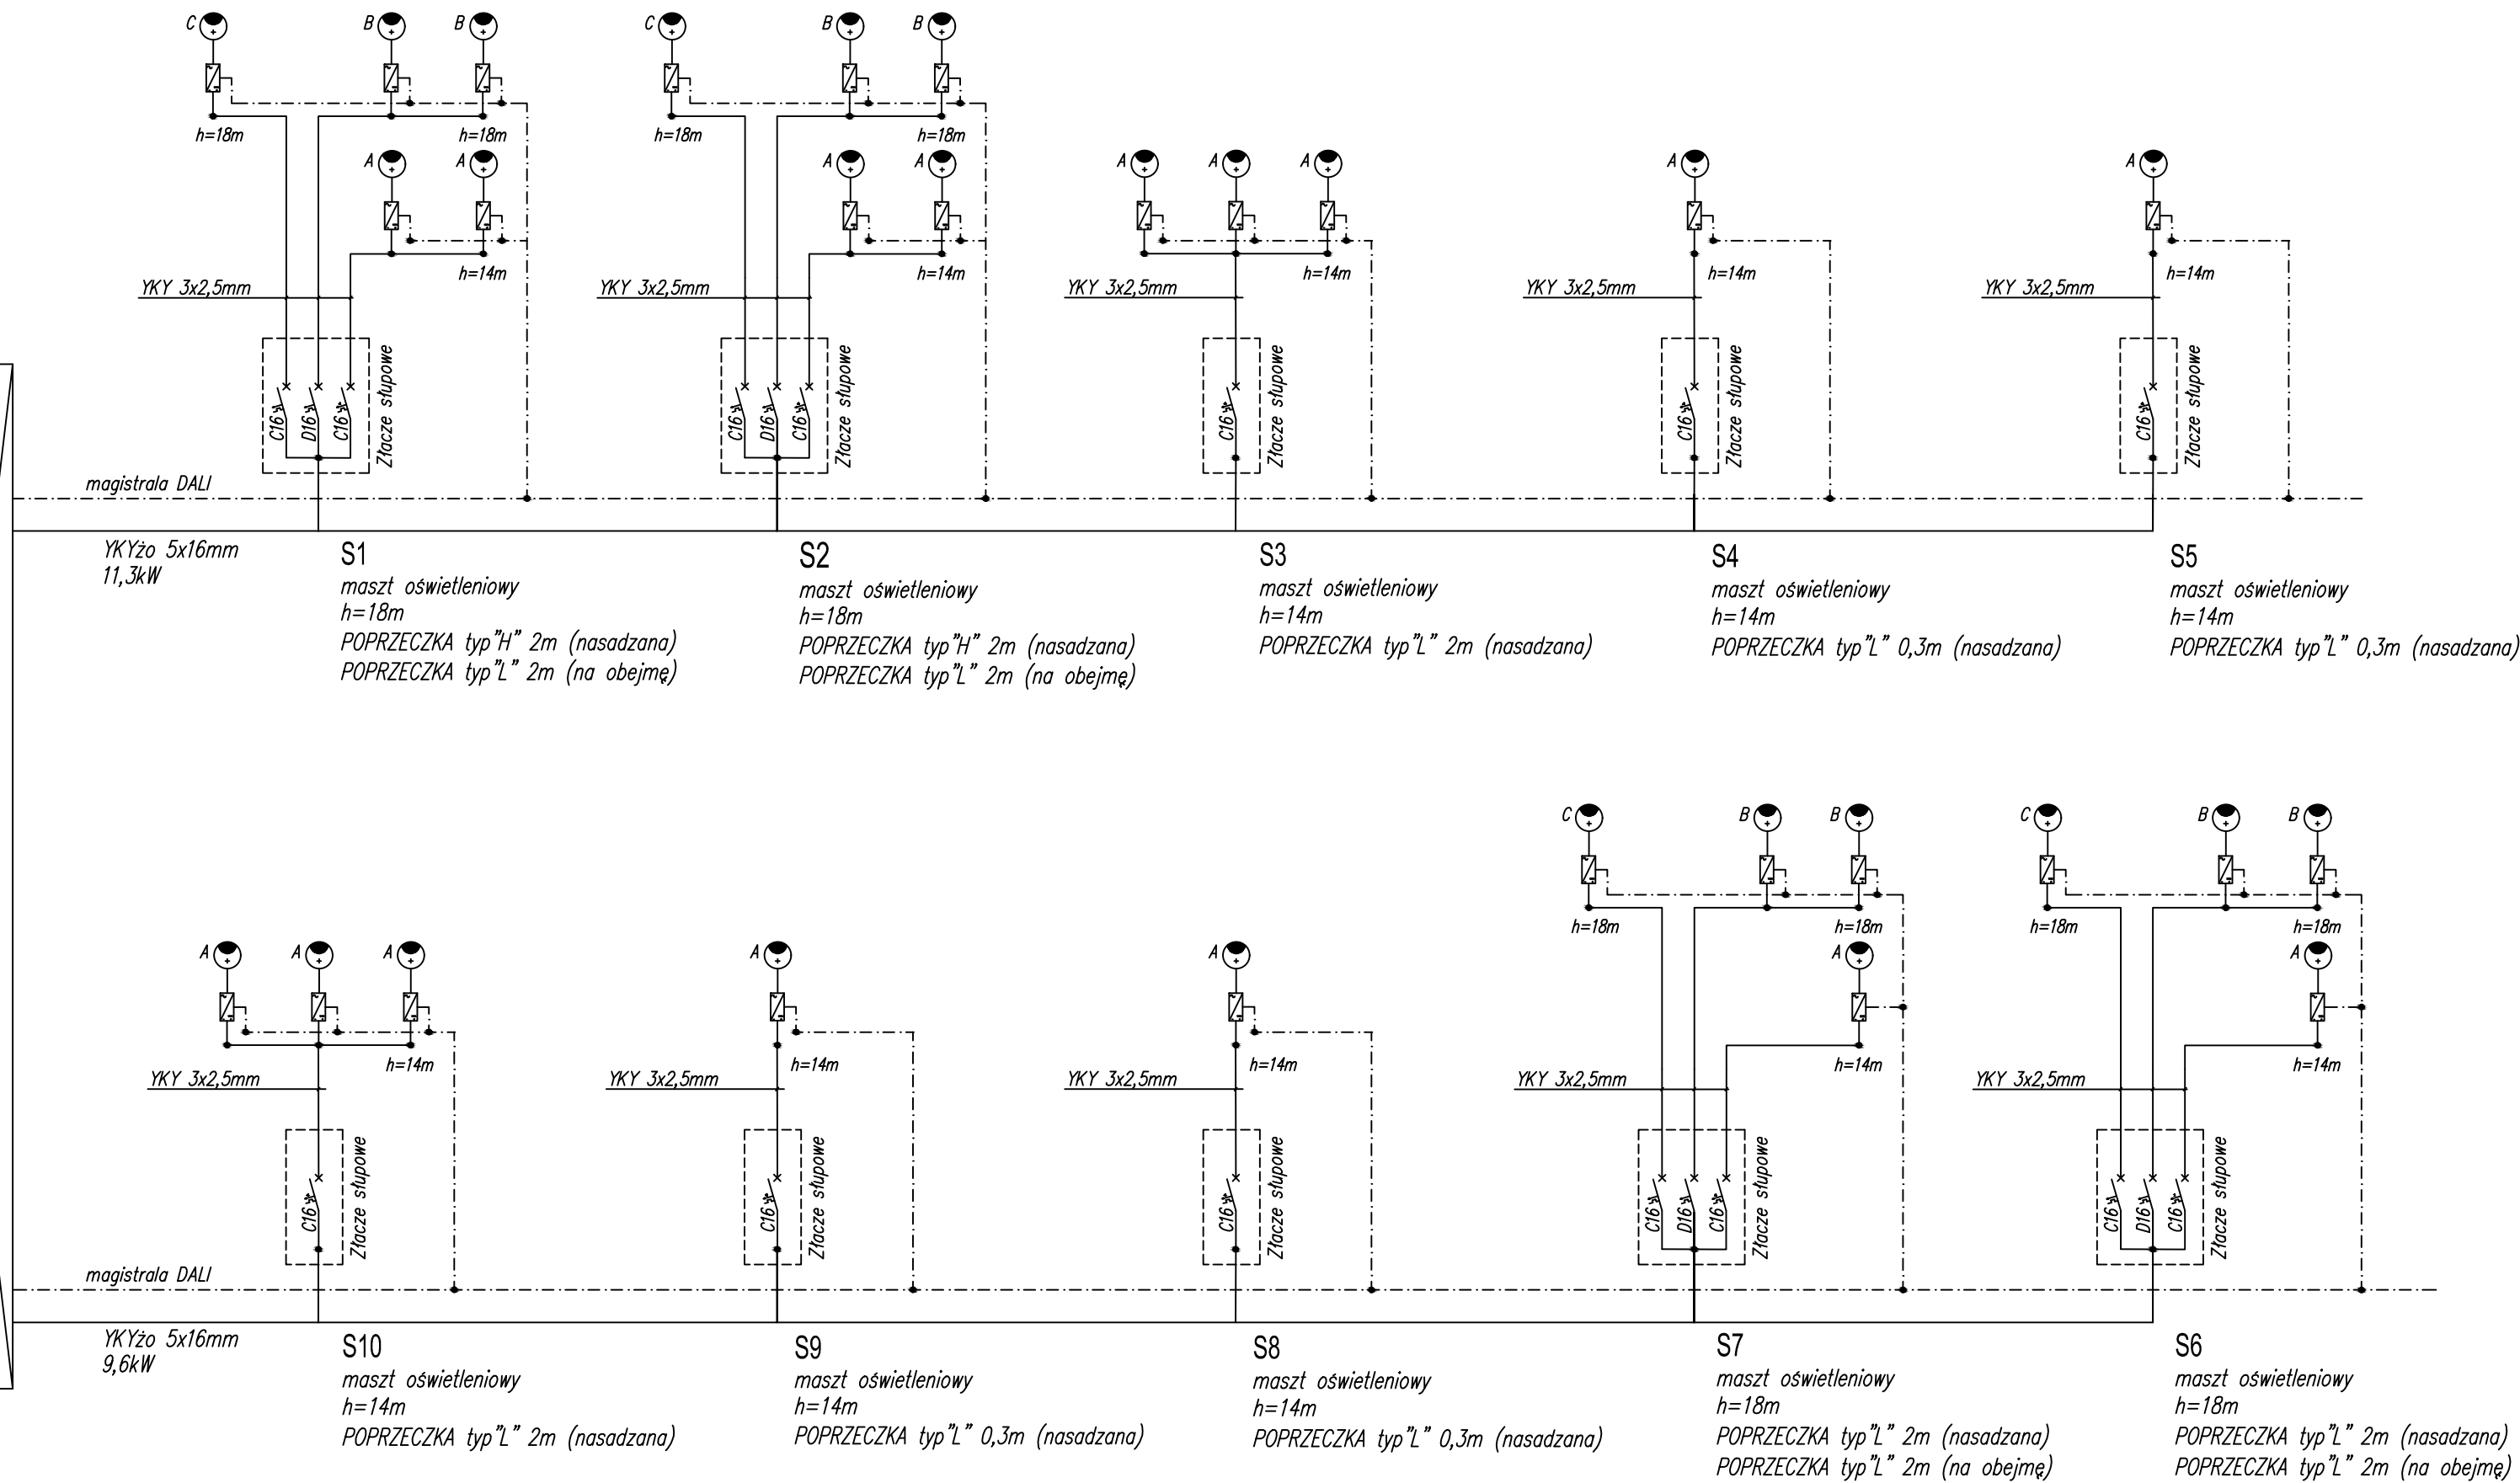 C B B C B B
h=18m h=18m h=18m h=18m
A A A A A A A A A
h=14m h=14m h=14m h=14m h=14m
YKY 3x2,5mm YKY 3x2,5mm YKY 3x2,5mm YKY 3x2,5mm YKY 3x2,5mm
C16 D16 C16 Złacze słupowe
C16 D16 C16 Złacze słupowe
C16 Złacze słupowe
C16 Złacze słupowe
C16 Złacze słupowe
magistrala DALI
YKYżo 5x16mm
11,3kW
S1
maszt oświetleniowy
h=18m
POPRZECZKA typ"H" 2m (nasadzana)
POPRZECZKA typ"L" 2m (na obejmę)
S2
maszt oświetleniowy
h=18m
POPRZECZKA typ"H" 2m (nasadzana)
POPRZECZKA typ"L" 2m (na obejmę)
S3
maszt oświetleniowy
h=14m
POPRZECZKA typ"L" 2m (nasadzana)
S4
maszt oświetleniowy
h=14m
POPRZECZKA typ"L" 0,3m (nasadzana)
S5
maszt oświetleniowy
h=14m
POPRZECZKA typ"L" 0,3m (nasadzana)
C B B C B B
h=18m h=18m h=18m h=18m
A A A A A A A
h=14m h=14m h=14m h=14m h=14m
YKY 3x2,5mm YKY 3x2,5mm YKY 3x2,5mm YKY 3x2,5mm YKY 3x2,5mm
C16 Złacze słupowe
C16 Złacze słupowe
C16 Złacze słupowe
C16 D16 C16 Złacze słupowe
C16 D16 C16 Złacze słupowe
magistrala DALI
YKYżo 5x16mm
9,6kW
S10
maszt oświetleniowy
h=14m
POPRZECZKA typ"L" 2m (nasadzana)
S9
maszt oświetleniowy
h=14m
POPRZECZKA typ"L" 0,3m (nasadzana)
S8
maszt oświetleniowy
h=14m
POPRZECZKA typ"L" 0,3m (nasadzana)
S7
maszt oświetleniowy
h=18m
POPRZECZKA typ"L" 2m (nasadzana)
POPRZECZKA typ"L" 2m (na obejmę)
S6
maszt oświetleniowy
h=18m
POPRZECZKA typ"L" 2m (nasadzana)
POPRZECZKA typ"L" 2m (na obejmę)